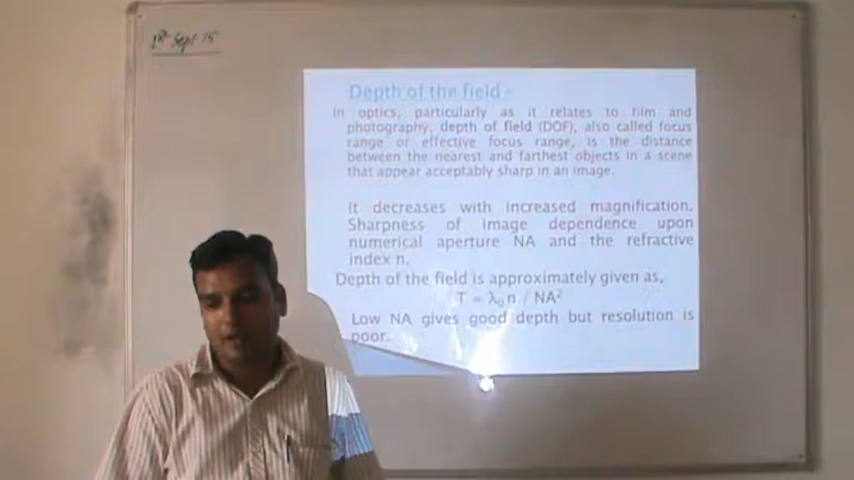 Sept 15
Depth of the field –
In optics, particularly as it relates to film and
photography, depth of field (DOF), also called focus
range or effective focus range, is the distance
between the nearest and farthest objects in a scene
that appear acceptably sharp in an image.
It decreases with increased magnification.
Sharpness of image dependence upon
numerical aperture NA and the refractive
index n.
Depth of the field is approximately given as,
T = λ₀ n / NA²
Low NA gives good depth but resolution is
poor.